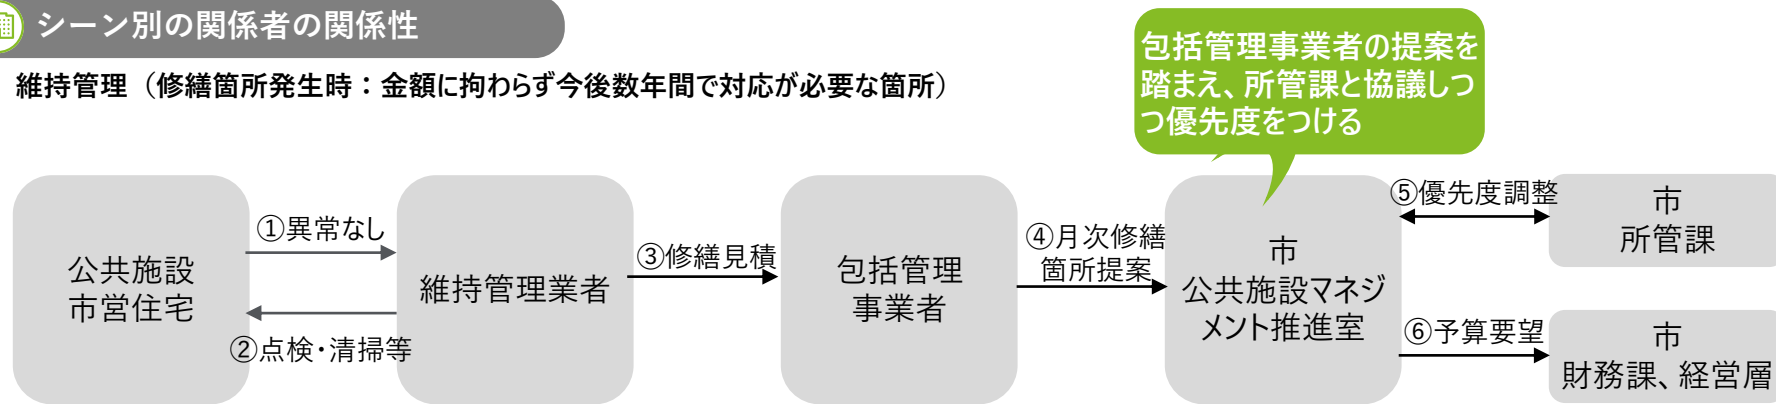 シーン別の関係者の関係性
維持管理（修繕箇所発生時：金額に拘わらず今後数年間で対応が必要な箇所）
包括管理事業者の提案を
踏まえ、所管課と協議しつ
つ優先度をつける
公共施設
市営住宅
①異常なし
②点検・清掃等
維持管理業者
③修繕見積
包括管理
事業者
④月次修繕
箇所提案
市
公共施設マネジ
メント推進室
⑤優先度調整
市
所管課
⑥予算要望
市
財務課、経営層